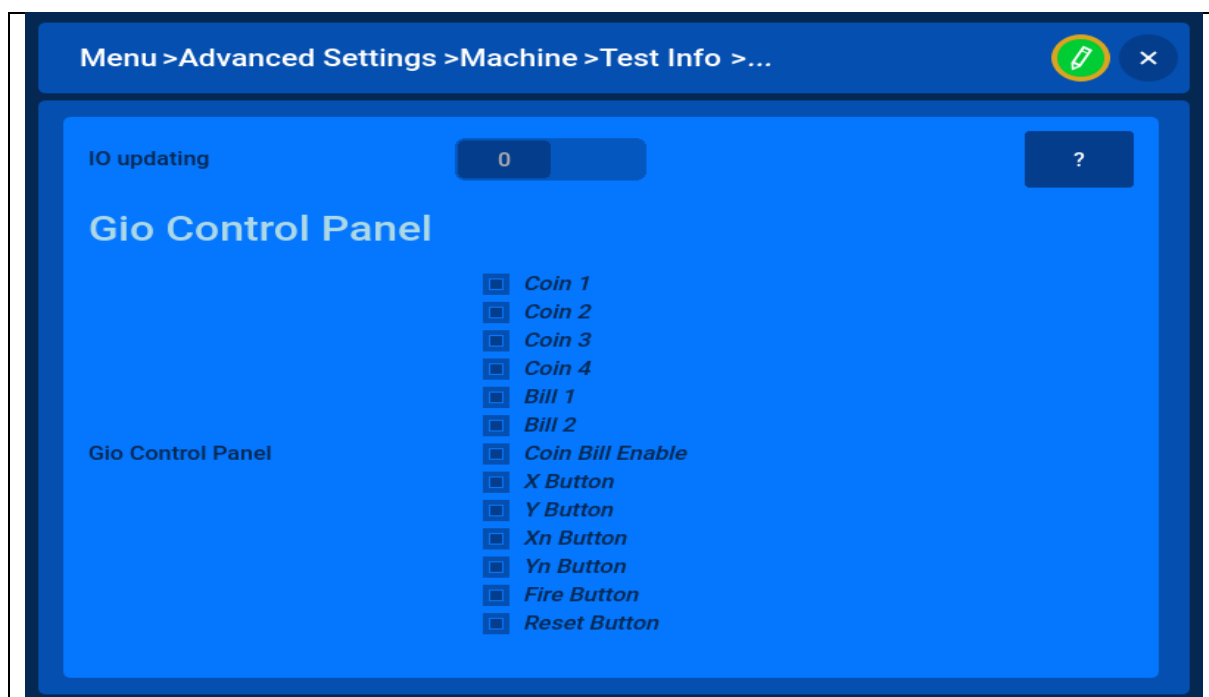 Menu >Advanced Settings >Machine >Test Info >...
IO updating
0
?
Gio Control Panel
Gio Control Panel
Coin 1
Coin 2
Coin 3
Coin 4
Bill 1
Bill 2
Coin Bill Enable
X Button
Y Button
Xn Button
Yn Button
Fire Button
Reset Button